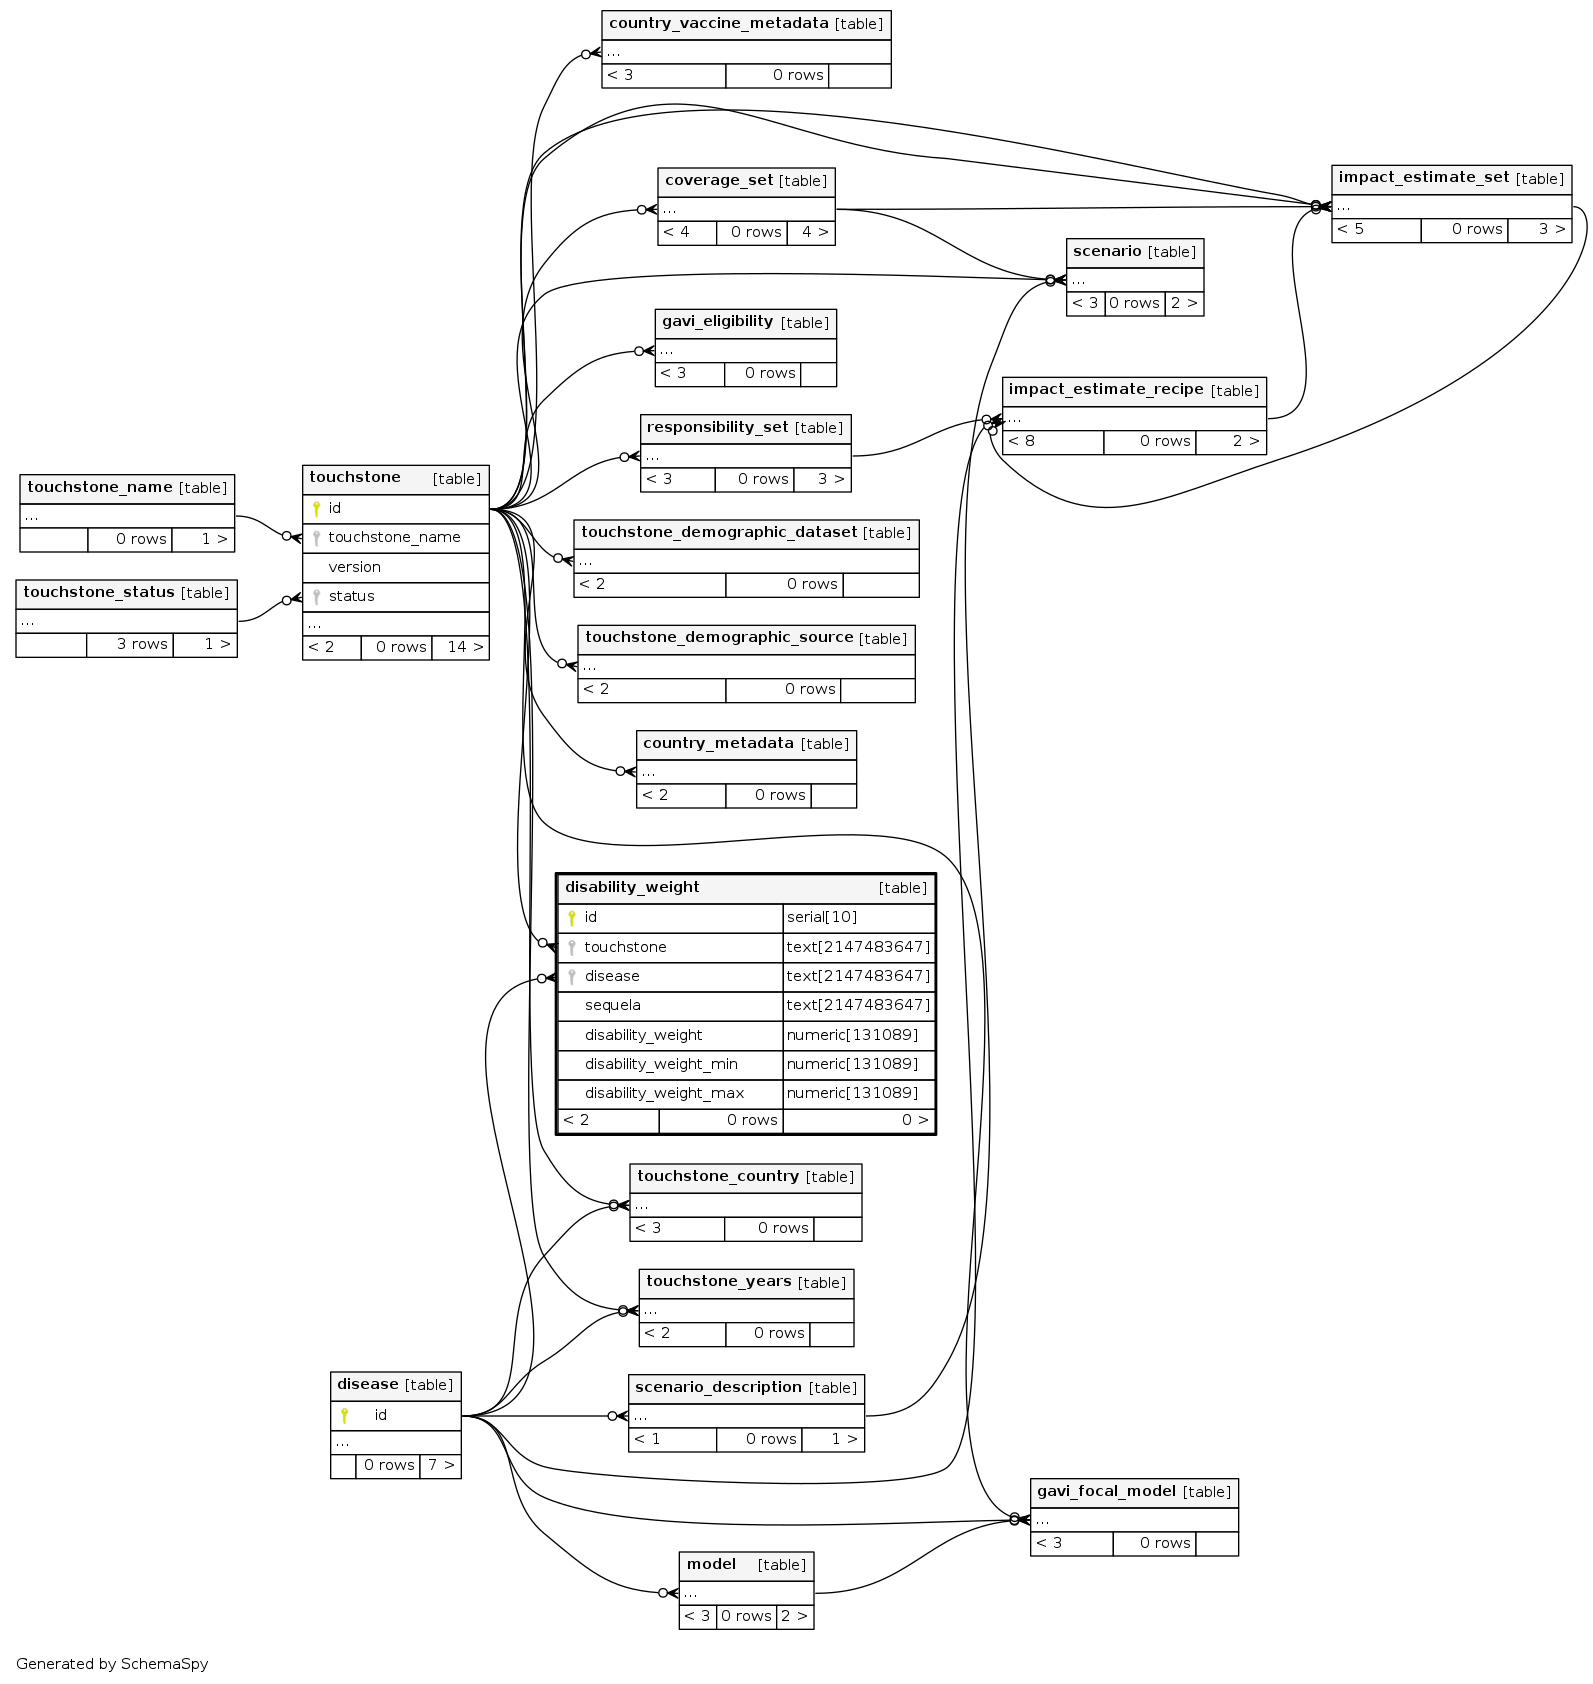 country_vaccine_metadata [table]
...
< 3 0 rows
coverage_set [table]
...
< 4 0 rows 4 >
impact_estimate_set [table]
...
< 5 0 rows 3 >
scenario [table]
...
< 3 0 rows 2 >
gavi_eligibility [table]
...
< 3 0 rows
impact_estimate_recipe [table]
...
< 8 0 rows 2 >
responsibility_set [table]
...
< 3 0 rows 3 >
touchstone_name [table]
...
0 rows 1 >
touchstone_status [table]
...
3 rows 1 >
touchstone [table]
id
touchstone_name
version
status
...
< 2 0 rows 14 >
touchstone_demographic_dataset [table]
...
< 2 0 rows
touchstone_demographic_source [table]
...
< 2 0 rows
country_metadata [table]
...
< 2 0 rows
disability_weight [table]
id serial[10]
touchstone text[2147483647]
disease text[2147483647]
sequela text[2147483647]
disability_weight numeric[131089]
disability_weight_min numeric[131089]
disability_weight_max numeric[131089]
< 2 0 rows 0 >
touchstone_country [table]
...
< 3 0 rows
touchstone_years [table]
...
< 2 0 rows
disease [table]
id
...
0 rows 7 >
scenario_description [table]
...
< 1 0 rows 1 >
gavi_focal_model [table]
...
< 3 0 rows
model [table]
...
< 3 0 rows 2 >
Generated by SchemaSpy